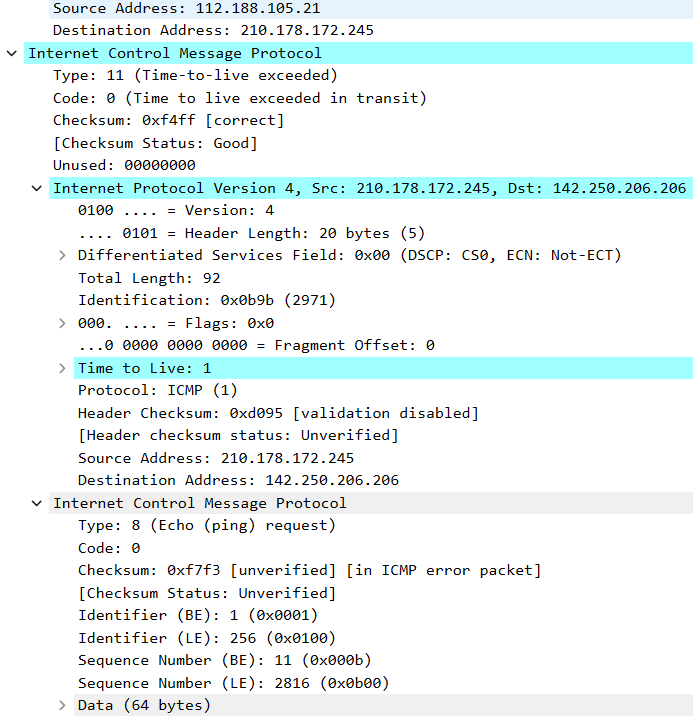 Source Address: 112.188.105.21
Destination Address: 210.178.172.245
Internet Control Message Protocol
Type: 11 (Time-to-live exceeded)
Code: 0 (Time to live exceeded in transit)
Checksum: 0xf4ff [correct]
[Checksum Status: Good]
Unused: 00000000
Internet Protocol Version 4, Src: 210.178.172.245, Dst: 142.250.206.206
0100 .... = Version: 4
.... 0101 = Header Length: 20 bytes (5)
Differentiated Services Field: 0x00 (DSCP: CS0, ECN: Not-ECT)
Total Length: 92
Identification: 0x0b9b (2971)
000. .... = Flags: 0x0
...0 0000 0000 0000 = Fragment Offset: 0
Time to Live: 1
Protocol: ICMP (1)
Header Checksum: 0xd095 [validation disabled]
[Header checksum status: Unverified]
Source Address: 210.178.172.245
Destination Address: 142.250.206.206
Internet Control Message Protocol
Type: 8 (Echo (ping) request)
Code: 0
Checksum: 0xf7f3 [unverified] [in ICMP error packet]
[Checksum Status: Unverified]
Identifier (BE): 1 (0x0001)
Identifier (LE): 256 (0x0100)
Sequence Number (BE): 11 (0x000b)
Sequence Number (LE): 2816 (0x0b00)
Data (64 bytes)